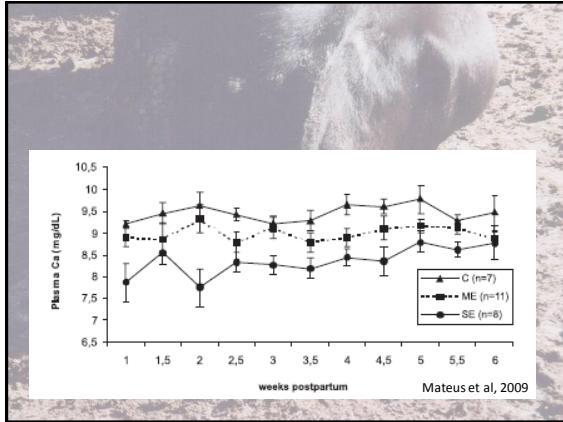 10,5
10
9,5
9
8,5
8
7,5
7
6,5
Plasma Ca (mg/dL)
C (n=7)
ME (n=11)
SE (n=8)
1 1,5 2 2,5 3 3,5 4 4,5 5 5,5 6
weeks postpartum
Mateus et al, 2009